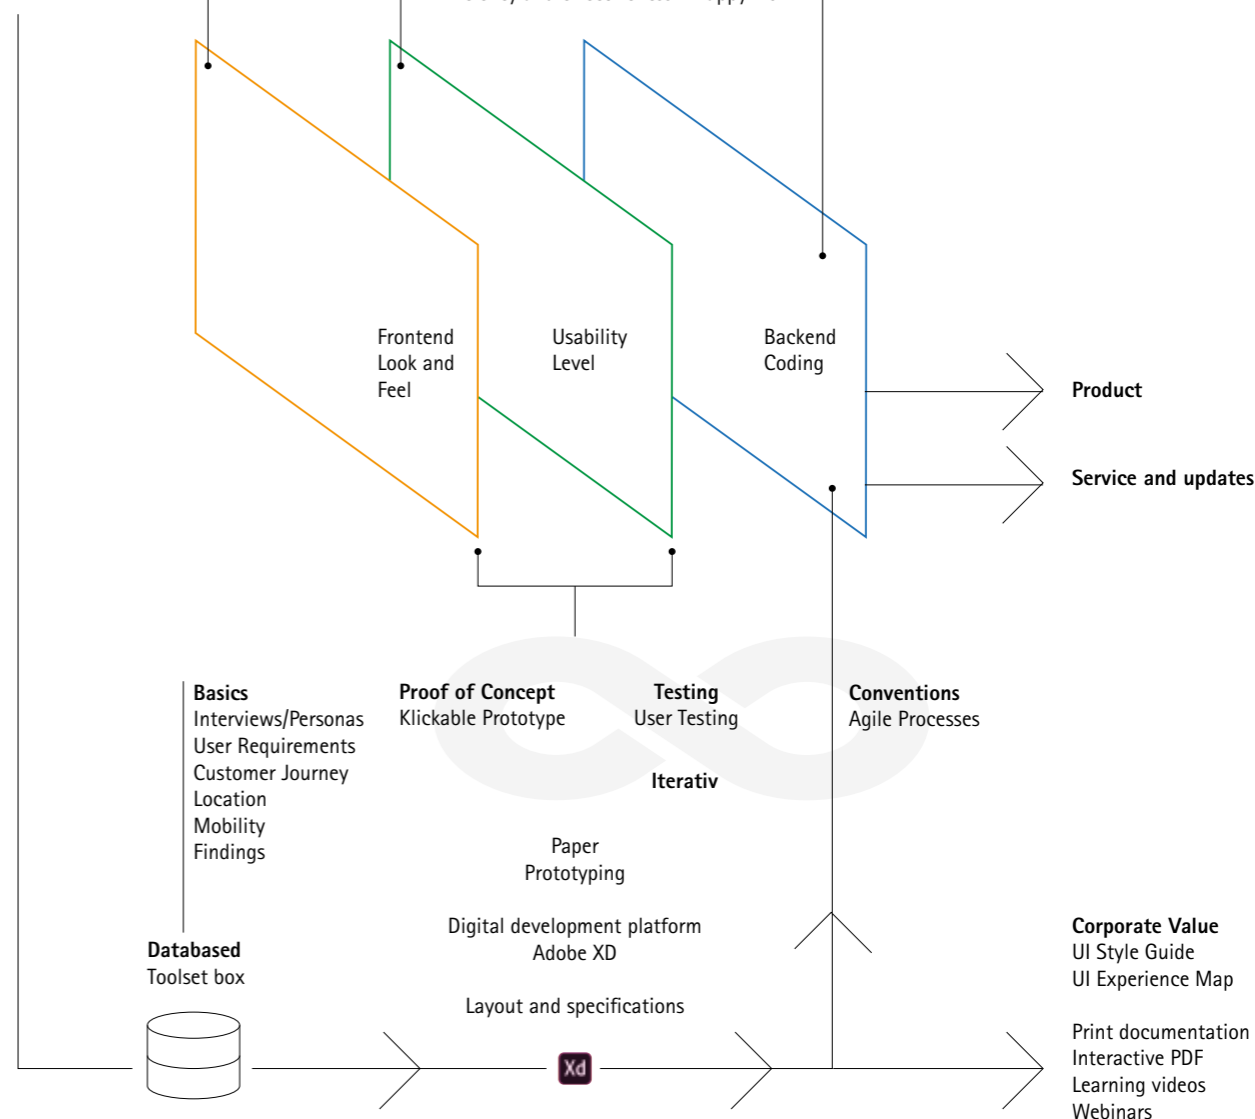 Frontend
Look and
Feel
Usability
Level
Backend
Coding
Product
Service and updates
Basics
Interviews/Personas
User Requirements
Customer Journey
Location
Mobility
Findings
Proof of Concept
Klickable Prototype
Testing
User Testing
Conventions
Agile Processes
Iterativ
Paper
Prototyping
Digital development platform
Adobe XD
Layout and specifications
Databased
Toolset box
Xd
Corporate Value
UI Style Guide
UI Experience Map
Print documentation
Interactive PDF
Learning videos
Webinars